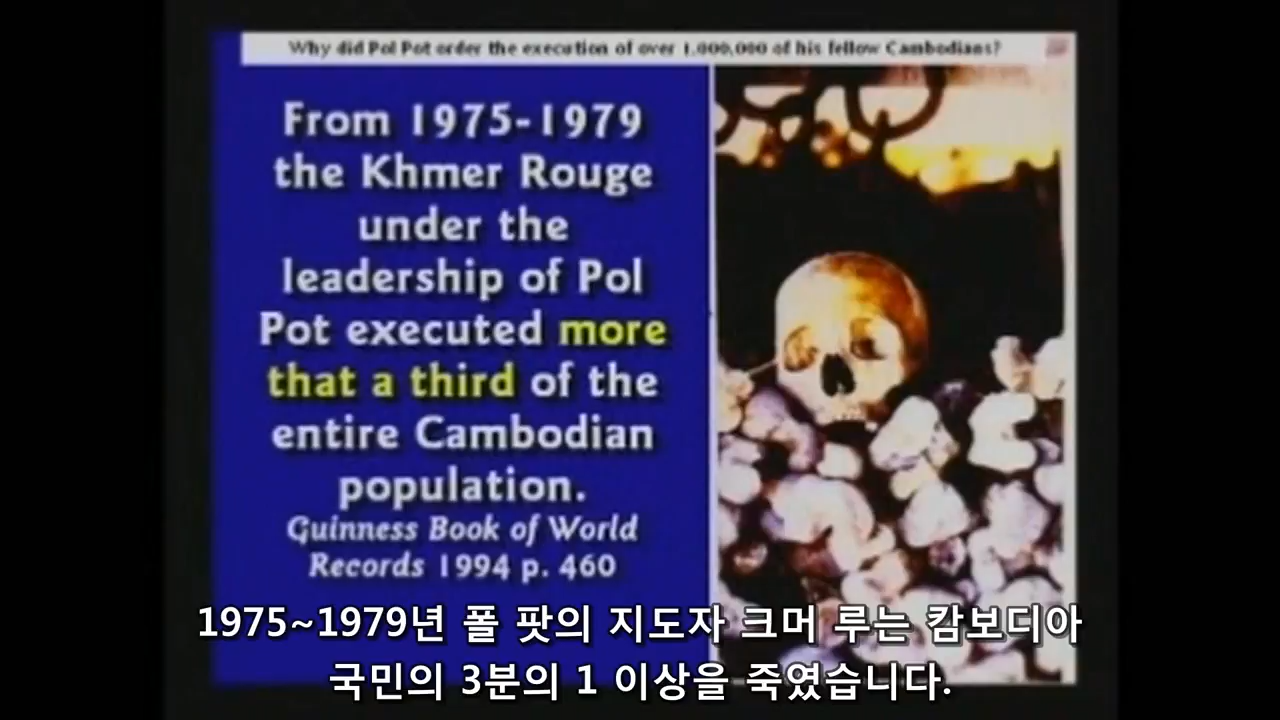 Why did Pol Pot order the execution of over 1,000,000 of his fellow Cambodians?
From 1975-1979
the Khmer Rouge
under the
leadership of Pol
Pot executed more
that a third of the
entire Cambodian
population.
Guinness Book of World
Records 1994 p. 460
1975~1979년 폴 팟의 지도자 크머 루는 캄보디아
국민의 3분의 1 이상을 죽였습니다.